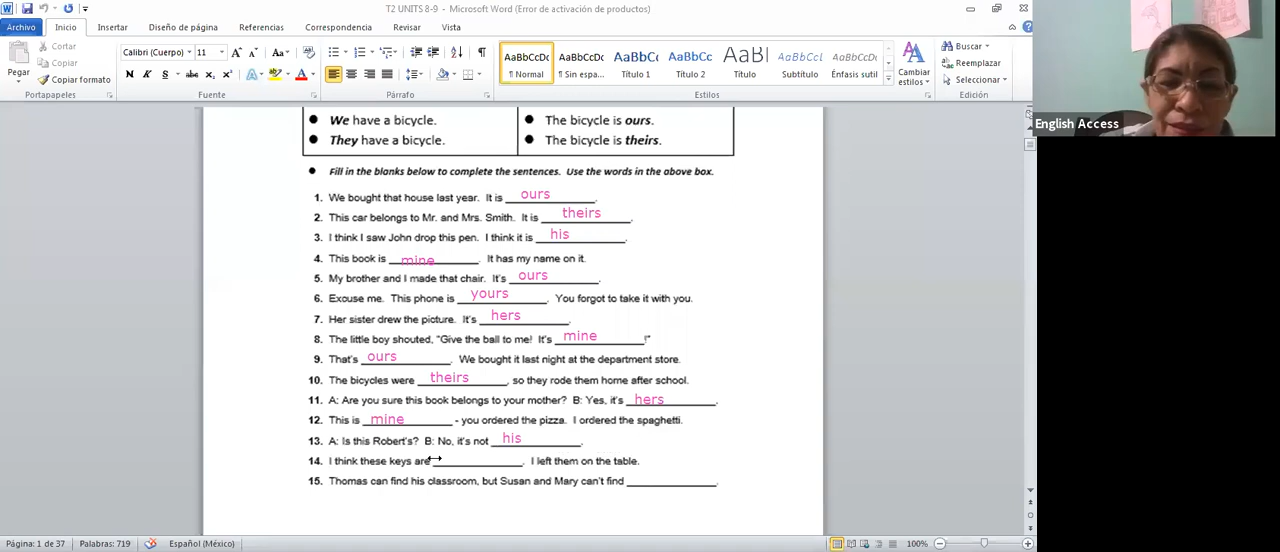 T2 UNITS 8-9 - Microsoft Word (Error de activación de productos)
Archivo Inicio Insertar Diseño de página Referencias Correspondencia Revisar Vista
Cortar
Copiar
Copiar formato
Pegar
Portapapeles
Calibri (Cuerpo) 11
Fuente
Párrafo
AaBbCcDc AaBbCcDc AaBbC AaBbCc AaBl AaBbCcL AaBbCcDc
¶ Normal ¶ Sin espa... Título 1 Título 2 Título Subtítulo Énfasis sutil
Cambiar estilos
Estilos
Buscar
Reemplazar
Seleccionar
Edición
English Access
We have a bicycle. The bicycle is ours.
They have a bicycle. The bicycle is theirs.
Fill in the blanks below to complete the sentences. Use the words in the above box.
1. We bought that house last year. It is ours.
2. This car belongs to Mr. and Mrs. Smith. It is theirs.
3. I think I saw John drop this pen. I think it is his.
4. This book is mine. It has my name on it.
5. My brother and I made that chair. It's ours.
6. Excuse me. This phone is yours. You forgot to take it with you.
7. Her sister drew the picture. It's hers.
8. The little boy shouted, "Give the ball to me! It's mine!"
9. That's ours. We bought it last night at the department store.
10. The bicycles were theirs, so they rode them home after school.
11. A: Are you sure this book belongs to your mother? B: Yes, it's hers.
12. This is mine - you ordered the pizza. I ordered the spaghetti.
13. A: Is this Robert's? B: No, it's not his.
14. I think these keys are ____________. I left them on the table.
15. Thomas can find his classroom, but Susan and Mary can't find ____________.
Página: 1 de 37 Palabras: 719 Español (México) 100%